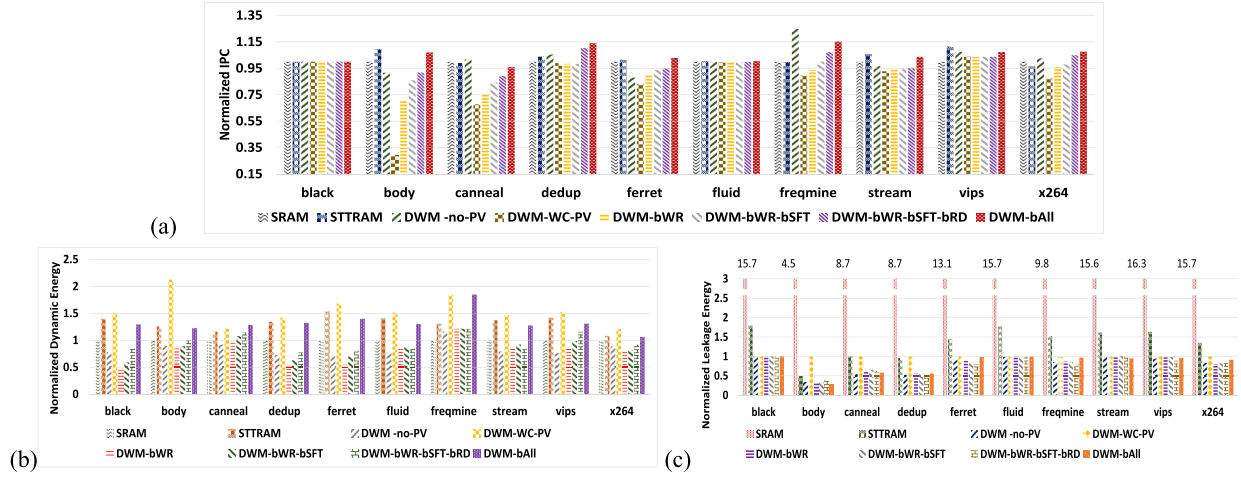 1.35
1.15
0.95
0.75
0.55
0.35
0.15
Normalized IPC
black body canneal dedup ferret fluid freqmine stream vips x264
SRAM STTRAM DWM -no-PV DWM-WC-PV DWM-bWR DWM-bWR-bSFT DWM-bWR-bSFT-bRD DWM-bAll
(a)
2.5
2
1.5
1
0.5
0
Normalized Dynamic Energy
black body canneal dedup ferret fluid freqmine stream vips x264
SRAM STTRAM DWM -no-PV DWM-WC-PV
DWM-bWR DWM-bWR-bSFT DWM-bWR-bSFT-bRD DWM-bAll
(b)
15.7 4.5 8.7 8.7 13.1 15.7 9.8 15.6 16.3 15.7
3
2.5
2
1.5
1
0.5
0
Normalized Leakage Energy
black body canneal dedup ferret fluid freqmine stream vips x264
SRAM STTRAM DWM -no-PV DWM-WC-PV
DWM-bWR DWM-bWR-bSFT DWM-bWR-bSFT-bRD DWM-bAll
(c)